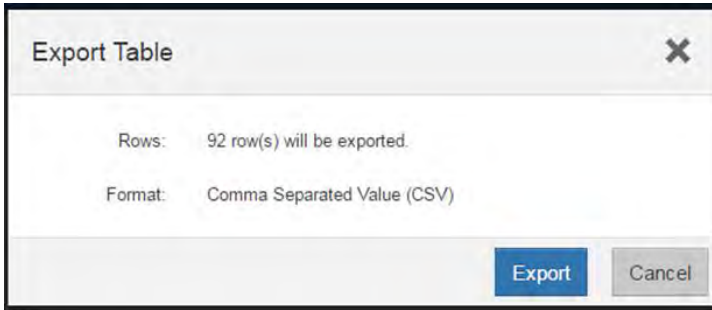 Export Table
Rows: 92 row(s) will be exported.
Format: Comma Separated Value (CSV)
Export Cancel